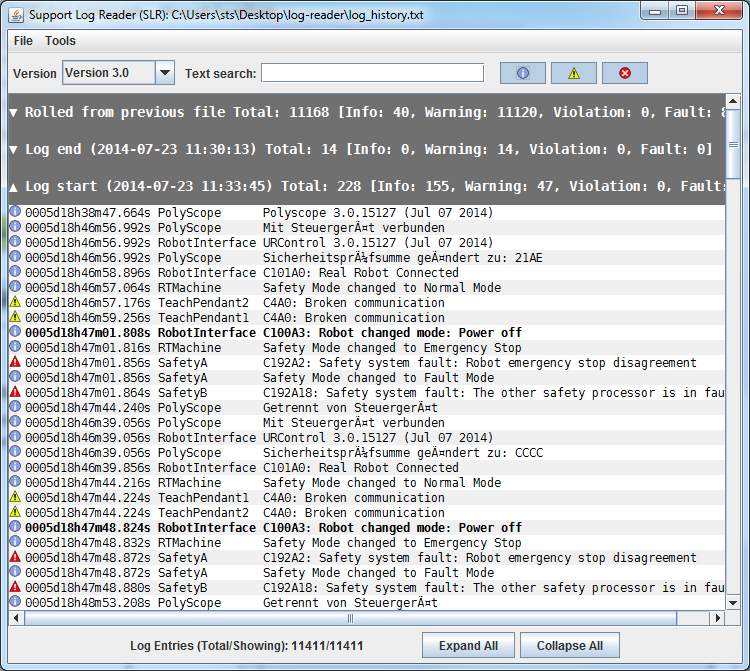 Support Log Reader (SLR): C:\Users\sts\Desktop\log-reader\log_history.txt
File Tools
Version Version 3.0 Text search:
▼ Rolled from previous file Total: 11168 [Info: 40, Warning: 11120, Violation: 0, Fault: 8
▼ Log end (2014-07-23 11:30:13) Total: 14 [Info: 0, Warning: 14, Violation: 0, Fault: 0]
▲ Log start (2014-07-23 11:33:45) Total: 228 [Info: 155, Warning: 47, Violation: 0, Fault:
0005d18h38m47.664s PolyScope Polyscope 3.0.15127 (Jul 07 2014)
0005d18h46m56.992s PolyScope Mit SteuergerÃ¤t verbunden
0005d18h46m56.992s RobotInterface URControl 3.0.15127 (Jul 07 2014)
0005d18h46m56.992s PolyScope SicherheitsprÃ¼fsumme geÃ¤ndert zu: 21AE
0005d18h46m58.896s RobotInterface C101A0: Real Robot Connected
0005d18h46m57.064s RTMachine Safety Mode changed to Normal Mode
0005d18h46m57.176s TeachPendant2 C4A0: Broken communication
0005d18h46m59.256s TeachPendant1 C4A0: Broken communication
0005d18h47m01.808s RobotInterface C100A3: Robot changed mode: Power off
0005d18h47m01.816s RTMachine Safety Mode changed to Emergency Stop
0005d18h47m01.856s SafetyA C192A2: Safety system fault: Robot emergency stop disagreement
0005d18h47m01.856s SafetyA Safety Mode changed to Fault Mode
0005d18h47m01.864s SafetyB C192A18: Safety system fault: The other safety processor is in fau
0005d18h47m44.240s PolyScope Getrennt von SteuergerÃ¤t
0005d18h46m39.056s PolyScope Mit SteuergerÃ¤t verbunden
0005d18h46m39.056s RobotInterface URControl 3.0.15127 (Jul 07 2014)
0005d18h46m39.056s PolyScope SicherheitsprÃ¼fsumme geÃ¤ndert zu: CCCC
0005d18h46m39.856s RobotInterface C101A0: Real Robot Connected
0005d18h47m44.216s RTMachine Safety Mode changed to Normal Mode
0005d18h47m44.224s TeachPendant1 C4A0: Broken communication
0005d18h47m44.224s TeachPendant2 C4A0: Broken communication
0005d18h47m48.824s RobotInterface C100A3: Robot changed mode: Power off
0005d18h47m48.832s RTMachine Safety Mode changed to Emergency Stop
0005d18h47m48.872s SafetyA C192A2: Safety system fault: Robot emergency stop disagreement
0005d18h47m48.872s SafetyA Safety Mode changed to Fault Mode
0005d18h47m48.880s SafetyB C192A18: Safety system fault: The other safety processor is in fau
0005d18h48m53.208s PolyScope Getrennt von SteuergerÃ¤t
Log Entries (Total/Showing): 11411/11411 Expand All Collapse All